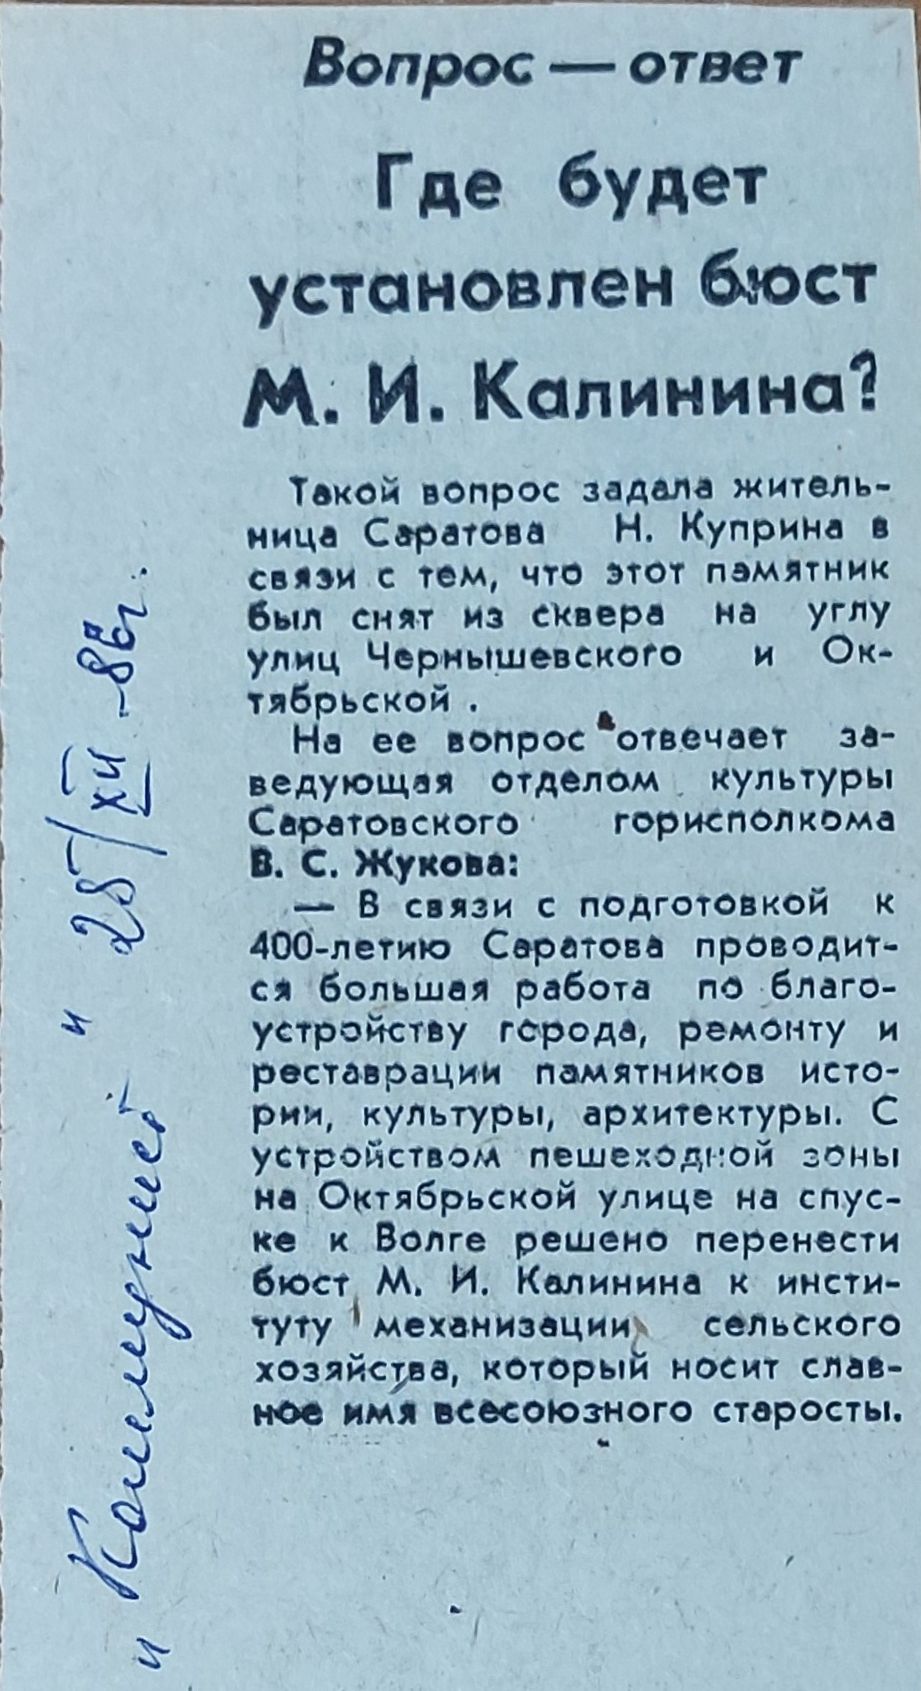 Вопрос — ответ
Где будет
установлен бюст
М. И. Калинина?
Такой вопрос задала житель-
ница Саратова Н. Куприна в
связи с тем, что этот памятник
был снят из сквера на углу
улиц Чернышевского и Ок-
тябрьской.
На ее вопрос отвечает за-
ведующая отделом культуры
Саратовского горисполкома
В. С. Жукова:
— В связи с подготовкой к
400-летию Саратова проводит-
ся большая работа по благо-
устройству города, ремонту и
реставрации памятников исто-
рии, культуры, архитектуры. С
устройством пешеходной зоны
на Октябрьской улице на спус-
ке к Волге решено перенести
бюст М. И. Калинина к инсти-
туту механизации сельского
хозяйства, который носит слав-
ное имя всесоюзного старосты.
"Коммунист" 25/XII-86г.